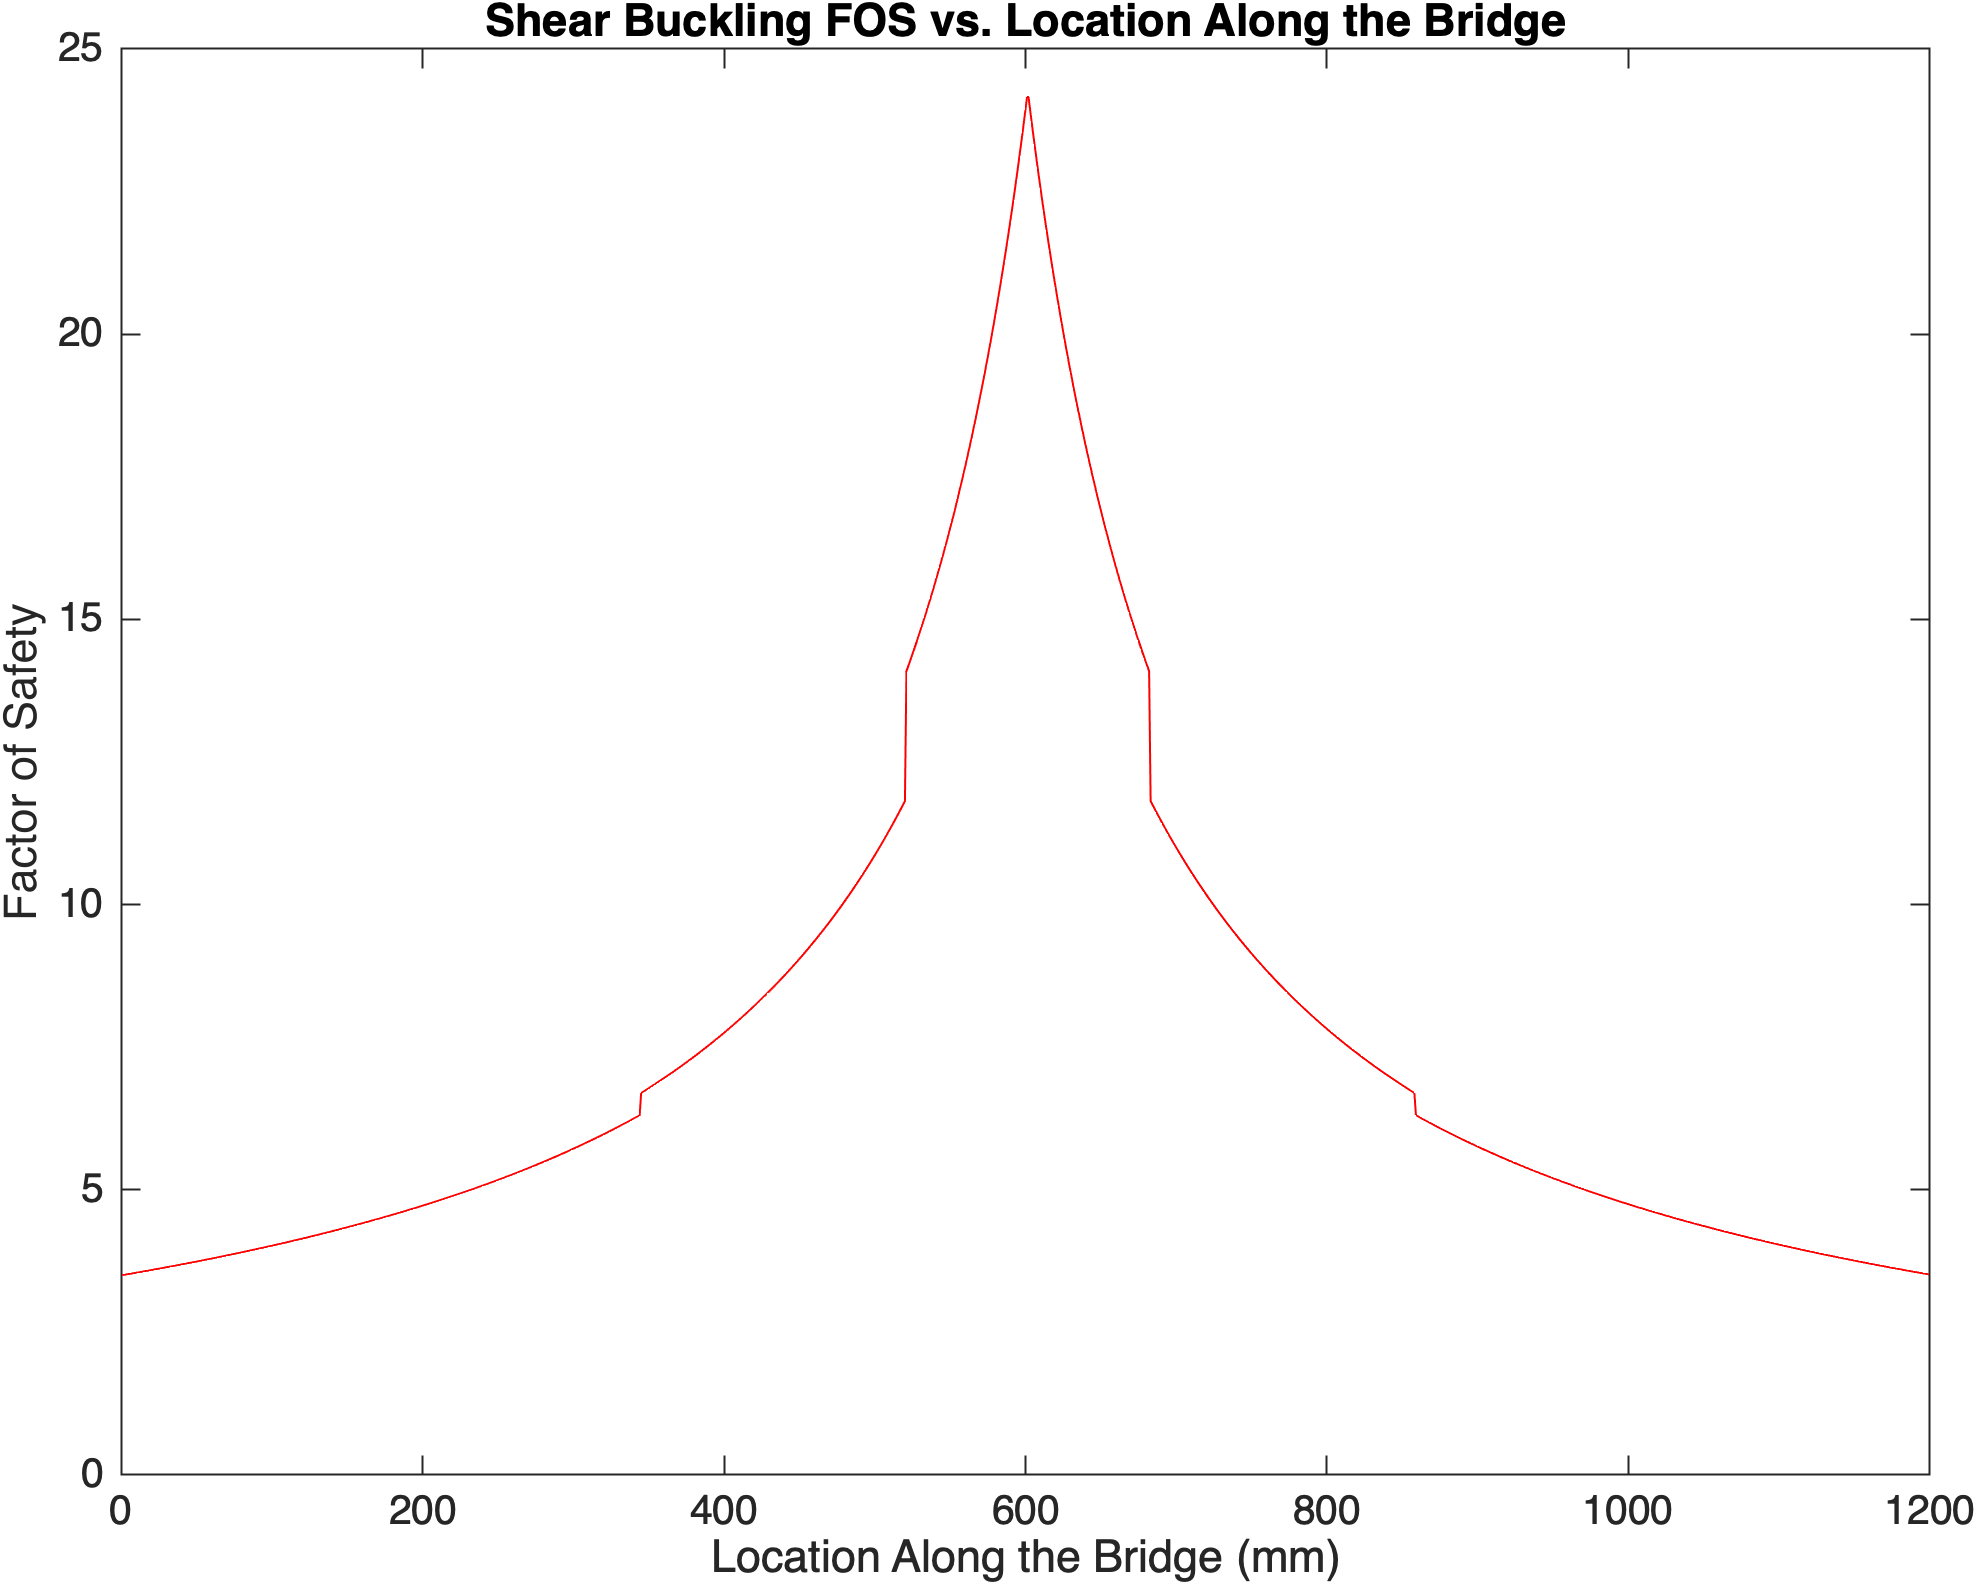 Shear Buckling FOS vs. Location Along the Bridge
25
20
15
10
5
0
Factor of Safety
0 200 400 600 800 1000 1200
Location Along the Bridge (mm)